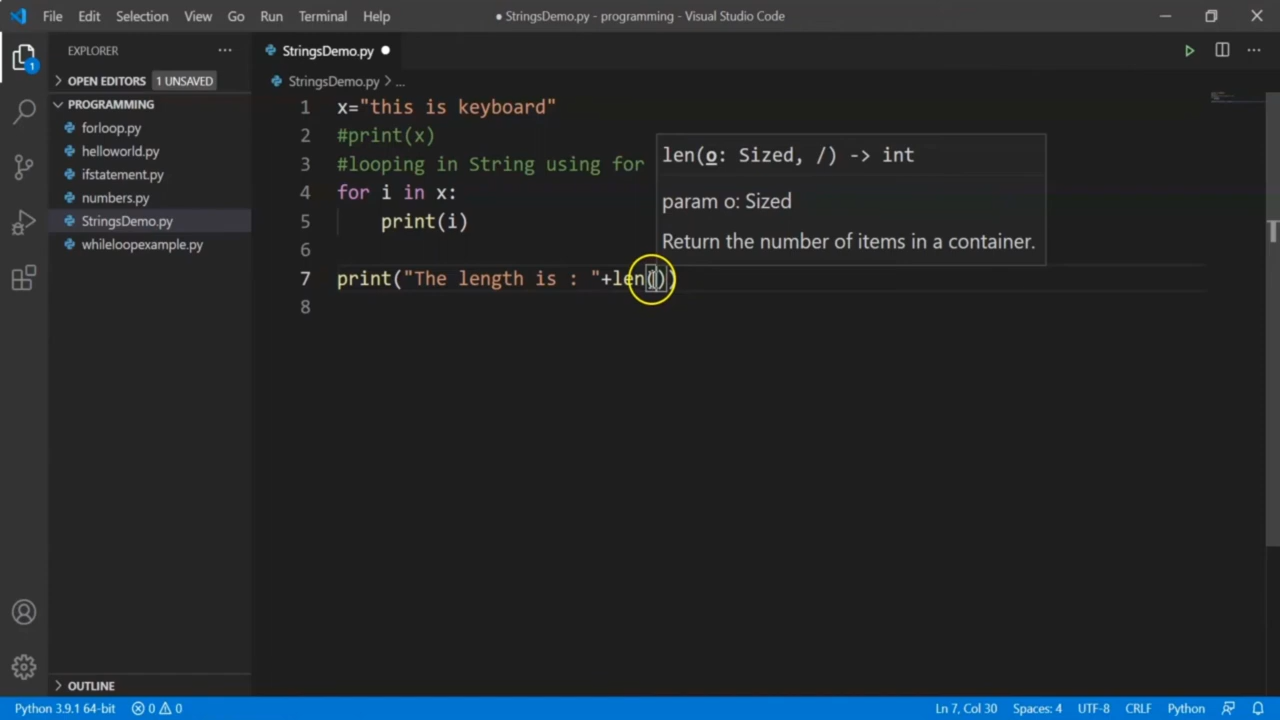 File Edit Selection View Go Run Terminal Help
● StringsDemo.py - programming - Visual Studio Code
EXPLORER ···
StringsDemo.py ●
OPEN EDITORS 1 UNSAVED
StringsDemo.py > ...
PROGRAMMING
forloop.py
helloworld.py
ifstatement.py
numbers.py
StringsDemo.py
whileloopexample.py
1
1 x="this is keyboard"
2 #print(x)
3 #looping in String using for
4 for i in x:
5 print(i)
6
7 print("The length is : "+len())
8
len(o: Sized, /) -> int
param o: Sized
Return the number of items in a container.
OUTLINE
Python 3.9.1 64-bit 0 0 Ln 7, Col 30 Spaces: 4 UTF-8 CRLF Python